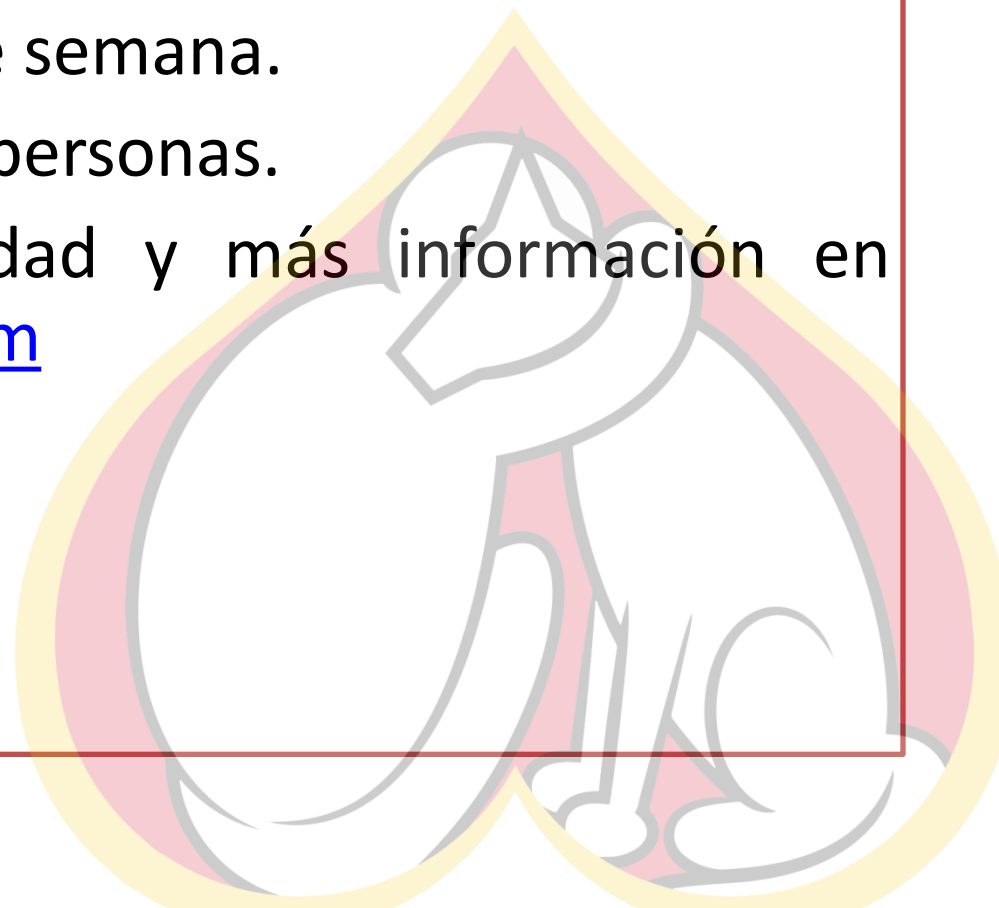 e semana.
personas.
dad y más información en
m